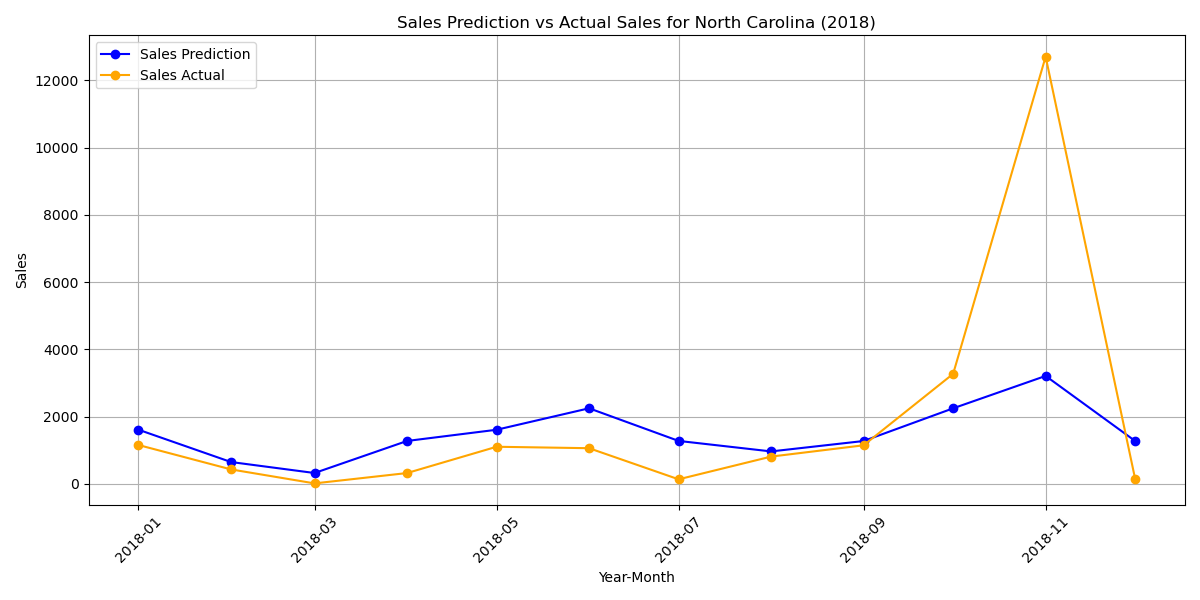 Sales Prediction vs Actual Sales for North Carolina (2018)
Sales Prediction
Sales Actual
12000
10000
8000
6000
4000
2000
0
Sales
2018-01
2018-03
2018-05
2018-07
2018-09
2018-11
Year-Month